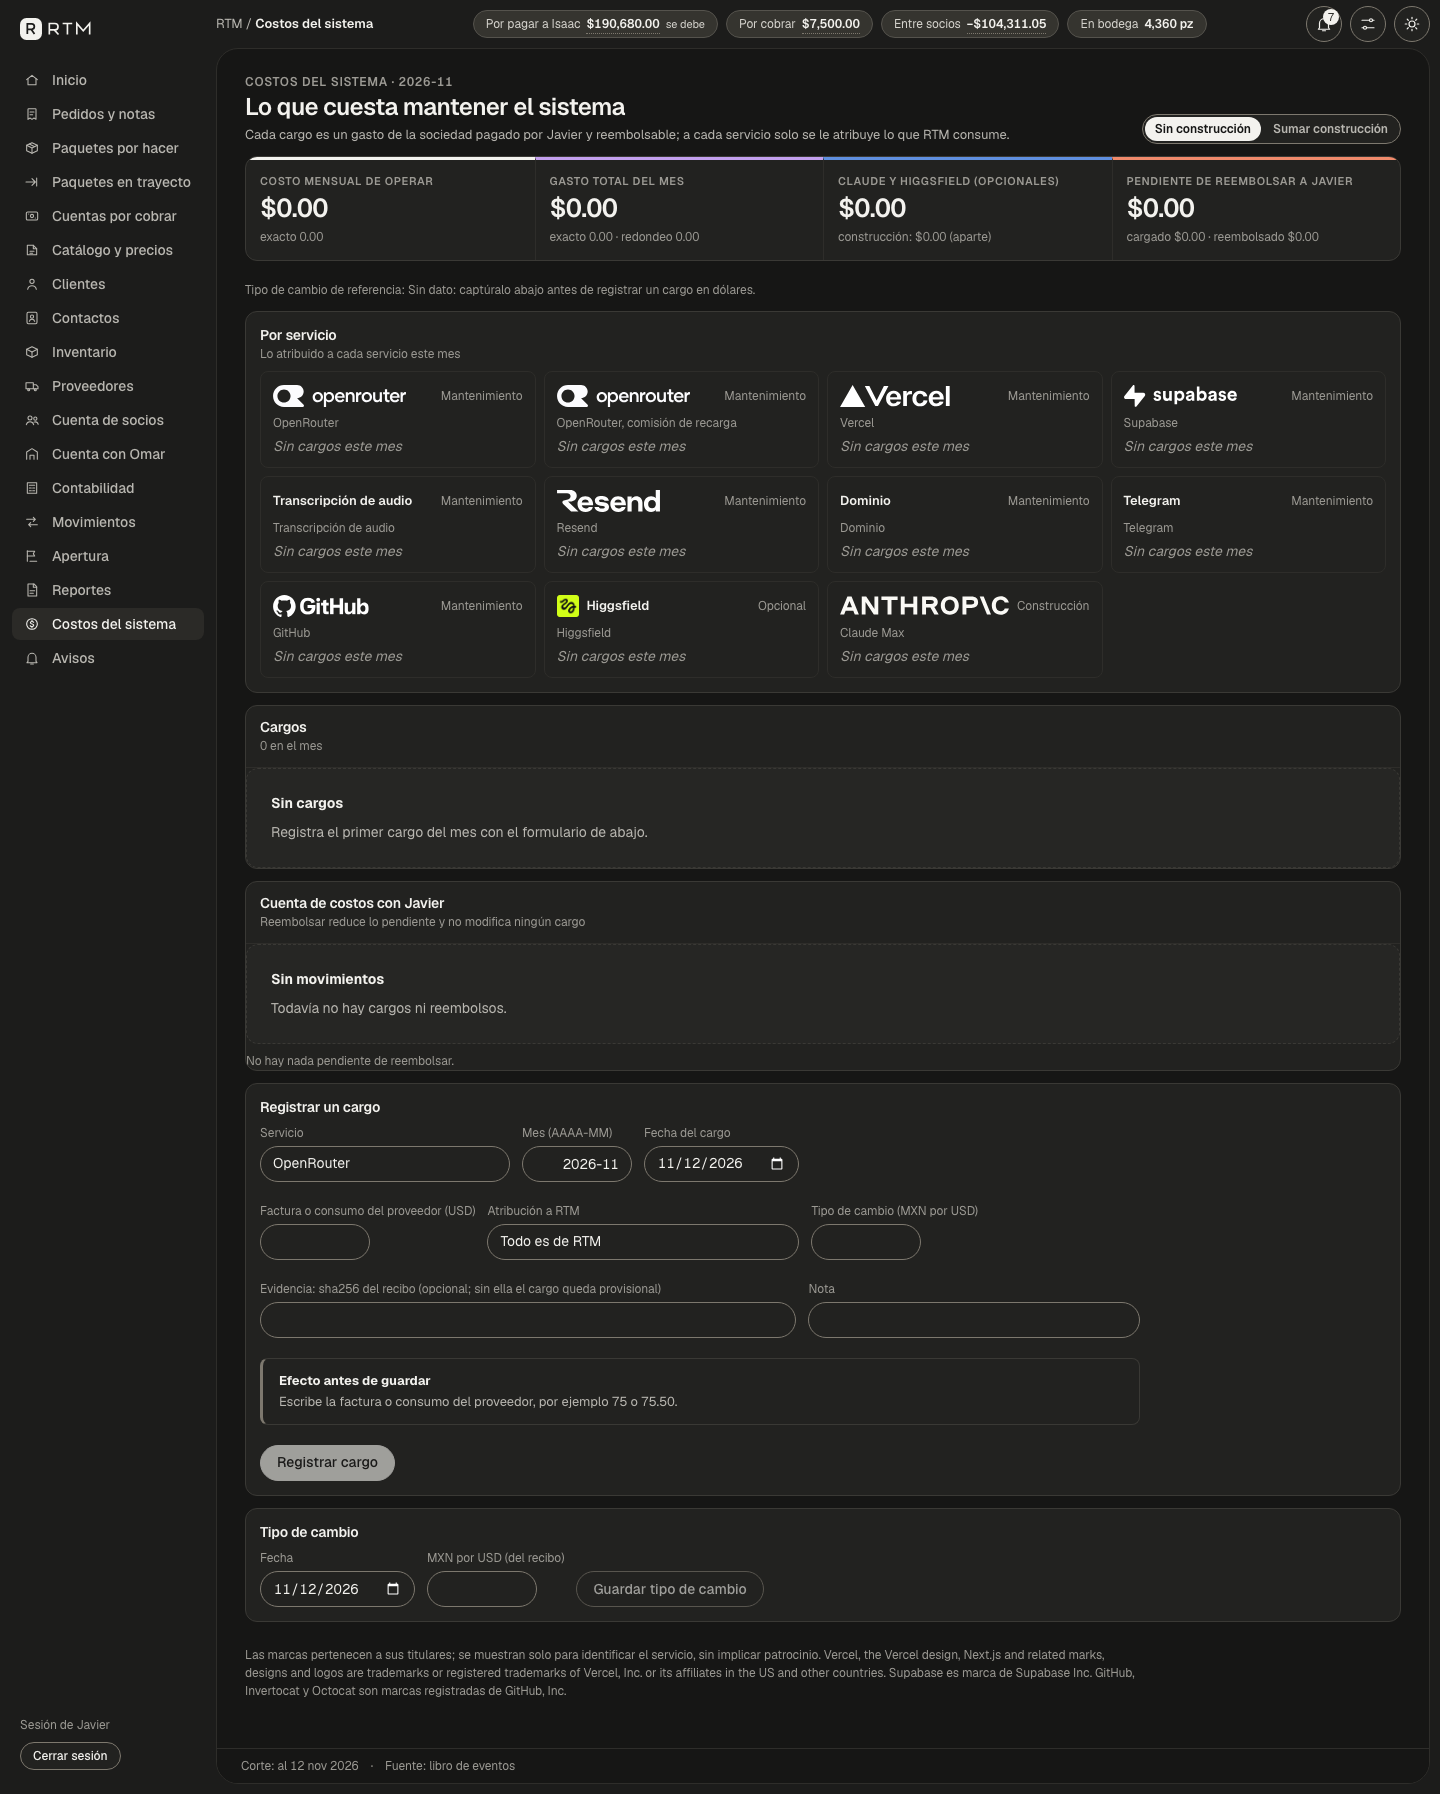 R RTM
Inicio
Pedidos y notas
Paquetes por hacer
Paquetes en trayecto
Cuentas por cobrar
Catálogo y precios
Clientes
Contactos
Inventario
Proveedores
Cuenta de socios
Cuenta con Omar
Contabilidad
Movimientos
Apertura
Reportes
Costos del sistema
Avisos
Sesión de Javier
Cerrar sesión
RTM / Costos del sistema
Por pagar a Isaac $190,680.00 se debe
Por cobrar $7,500.00
Entre socios −$104,311.05
En bodega 4,360 pz
7
COSTOS DEL SISTEMA · 2026-11
Lo que cuesta mantener el sistema
Cada cargo es un gasto de la sociedad pagado por Javier y reembolsable; a cada servicio solo se le atribuye lo que RTM consume.
Sin construcción Sumar construcción
COSTO MENSUAL DE OPERAR
$0.00
exacto 0.00
GASTO TOTAL DEL MES
$0.00
exacto 0.00 · redondeo 0.00
CLAUDE Y HIGGSFIELD (OPCIONALES)
$0.00
construcción: $0.00 (aparte)
PENDIENTE DE REEMBOLSAR A JAVIER
$0.00
cargado $0.00 · reembolsado $0.00
Tipo de cambio de referencia: Sin dato: captúralo abajo antes de registrar un cargo en dólares.
Por servicio
Lo atribuido a cada servicio este mes
openrouter Mantenimiento
OpenRouter
Sin cargos este mes
openrouter Mantenimiento
OpenRouter, comisión de recarga
Sin cargos este mes
Vercel Mantenimiento
Vercel
Sin cargos este mes
supabase Mantenimiento
Supabase
Sin cargos este mes
Transcripción de audio Mantenimiento
Transcripción de audio
Sin cargos este mes
Resend Mantenimiento
Resend
Sin cargos este mes
Dominio Mantenimiento
Dominio
Sin cargos este mes
Telegram Mantenimiento
Telegram
Sin cargos este mes
GitHub Mantenimiento
GitHub
Sin cargos este mes
Higgsfield Opcional
Higgsfield
Sin cargos este mes
ANTHROP\C Construcción
Claude Max
Sin cargos este mes
Cargos
0 en el mes
Sin cargos
Registra el primer cargo del mes con el formulario de abajo.
Cuenta de costos con Javier
Reembolsar reduce lo pendiente y no modifica ningún cargo
Sin movimientos
Todavía no hay cargos ni reembolsos.
No hay nada pendiente de reembolsar.
Registrar un cargo
Servicio Mes (AAAA-MM) Fecha del cargo
OpenRouter 2026-11 11/12/2026
Factura o consumo del proveedor (USD) Atribución a RTM Tipo de cambio (MXN por USD)
Todo es de RTM
Evidencia: sha256 del recibo (opcional; sin ella el cargo queda provisional) Nota
Efecto antes de guardar
Escribe la factura o consumo del proveedor, por ejemplo 75 o 75.50.
Registrar cargo
Tipo de cambio
Fecha MXN por USD (del recibo)
11/12/2026 Guardar tipo de cambio
Las marcas pertenecen a sus titulares; se muestran solo para identificar el servicio, sin implicar patrocinio. Vercel, the Vercel design, Next.js and related marks,
designs and logos are trademarks or registered trademarks of Vercel, Inc. or its affiliates in the US and other countries. Supabase es marca de Supabase Inc. GitHub,
Invertocat y Octocat son marcas registradas de GitHub, Inc.
Corte: al 12 nov 2026 · Fuente: libro de eventos